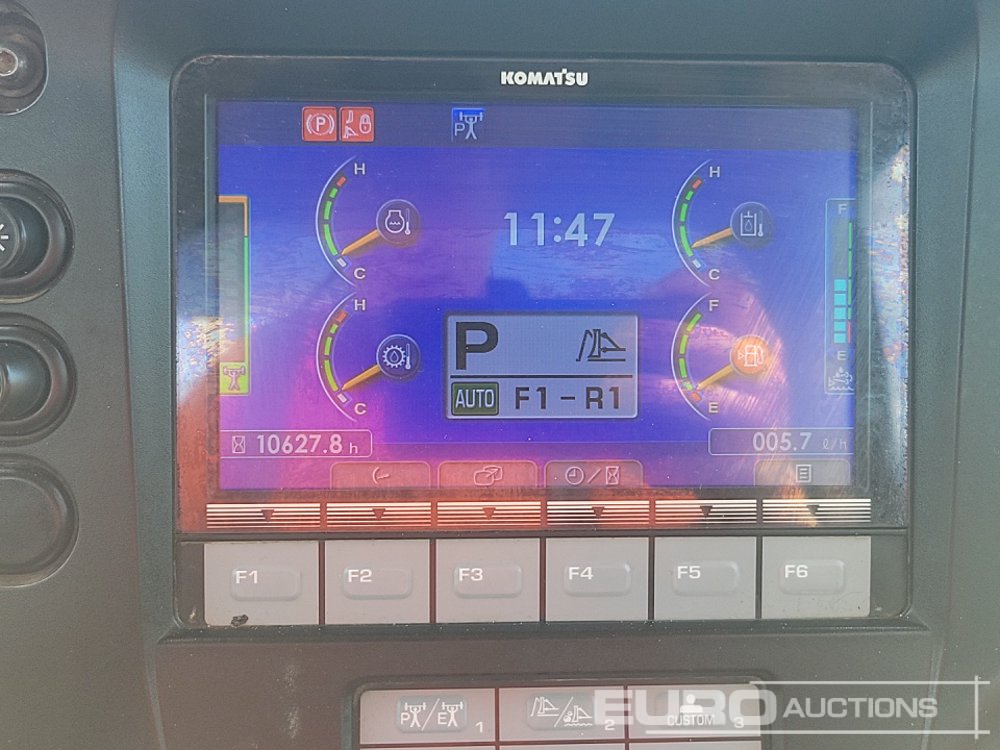 KOMATSU
P P
H H
11:47 F
C C
H F
P
AUTO F1-R1 E
C E
10627.8 h 005.7 ℓ/h
F1 F2 F3 F4 F5 F6
P/E 1 2 CUSTOM 3
EURO AUCTIONS